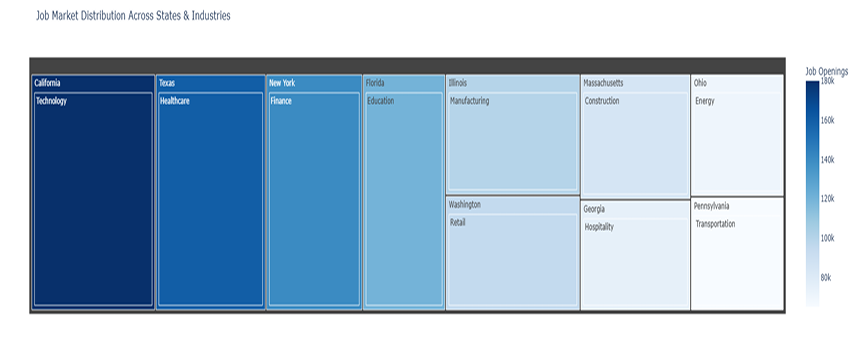 Job Market Distribution Across States & Industries
Job Openings
California
Technology
Texas
Healthcare
New York
Finance
Florida
Education
Illinois
Manufacturing
Washington
Retail
Massachusetts
Construction
Georgia
Hospitality
Ohio
Energy
Pennsylvania
Transportation
180k
160k
140k
120k
100k
80k